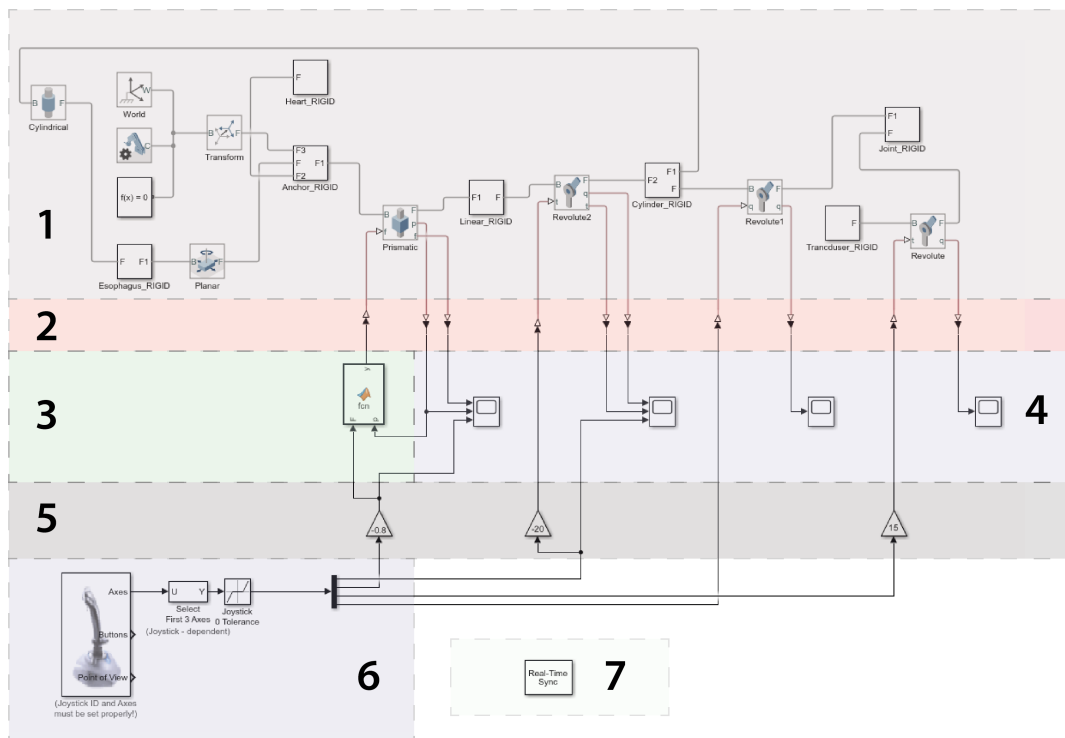 F
Heart_RIGID
B F
Cylindrical
W
World
C
B F
Transform
F3
F F1
F2
Anchor_RIGID
f(x) = 0
F F1
Esophagus_RIGID
B F
Planar
B F
P
f f
Prismatic
F1 F
Linear_RIGID
B F
q
t t
Revolute2
F2 F1
F
Cylinder_RIGID
B F
q q
Revolute1
F1
F
Joint_RIGID
F
Trancduser_RIGID
B F
t q
Revolute
1
2
3
fcn
4
5
-0.8
-20
15
Axes
Buttons
Point of View
(Joystick ID and Axes
must be set properly!)
U Y
Select
First 3 Axes
(Joystick - dependent)
Joystick
0 Tolerance
6
Real-Time
Sync
7